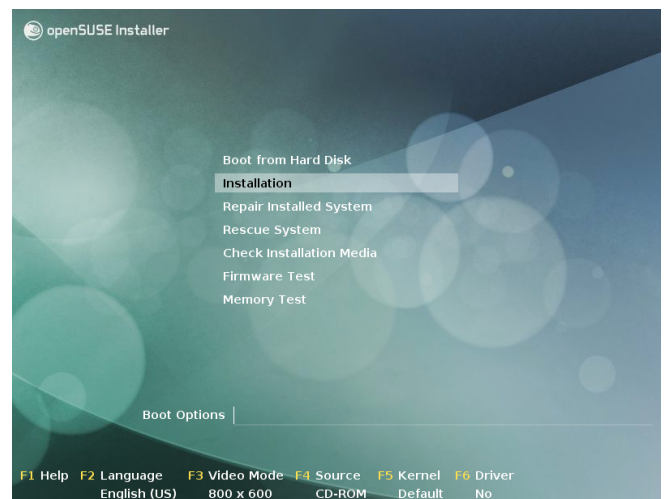 openSUSE Installer
Boot from Hard Disk
Installation
Repair Installed System
Rescue System
Check Installation Media
Firmware Test
Memory Test
Boot Options
F1 Help F2 Language F3 Video Mode F4 Source F5 Kernel F6 Driver
English (US) 800 x 600 CD-ROM Default No